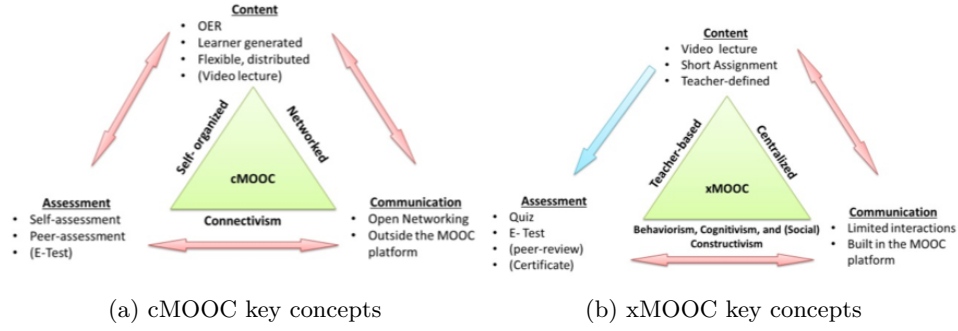 Content
• OER
• Learner generated
• Flexible, distributed
• (Video lecture)
Self- organized
Networked
cMOOC
Connectivism
Assessment
• Self-assessment
• Peer-assessment
• (E-Test)
Communication
• Open Networking
• Outside the MOOC
platform
(a) cMOOC key concepts
Content
• Video lecture
• Short Assignment
• Teacher-defined
Teacher-based
Centralized
xMOOC
Behaviorism, Cognitivism, and (Social)
Constructivism
Assessment
• Quiz
• E- Test
• (peer-review)
• (Certificate)
Communication
• Limited interactions
• Built in the MOOC
platform
(b) xMOOC key concepts